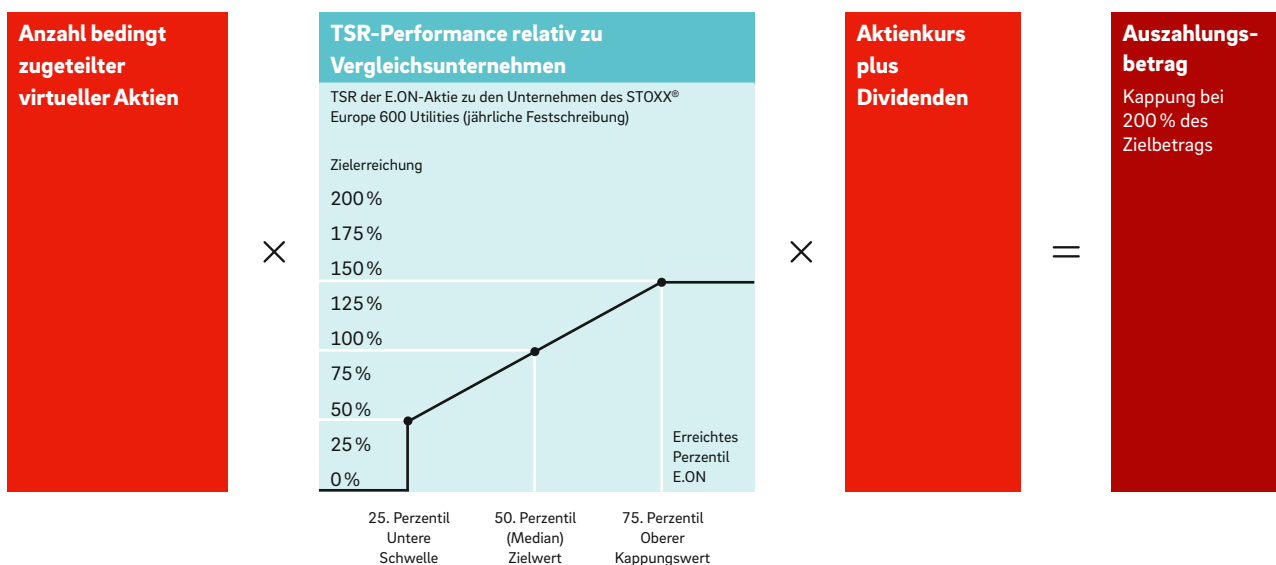 Anzahl bedingt
zugeteilter
virtueller Aktien
×
TSR-Performance relativ zu
Vergleichsunternehmen
TSR der E.ON-Aktie zu den Unternehmen des STOXX®
Europe 600 Utilities (jährliche Festschreibung)
Zielerreichung
200 %
175 %
150 %
125 %
100 %
75 %
50 %
25 %
0 %
Erreichtes
Perzentil
E.ON
25. Perzentil
Untere
Schwelle
50. Perzentil
(Median)
Zielwert
75. Perzentil
Oberer
Kappungswert
×
Aktienkurs
plus
Dividenden
=
Auszahlungs-
betrag
Kappung bei
200 % des
Zielbetrags